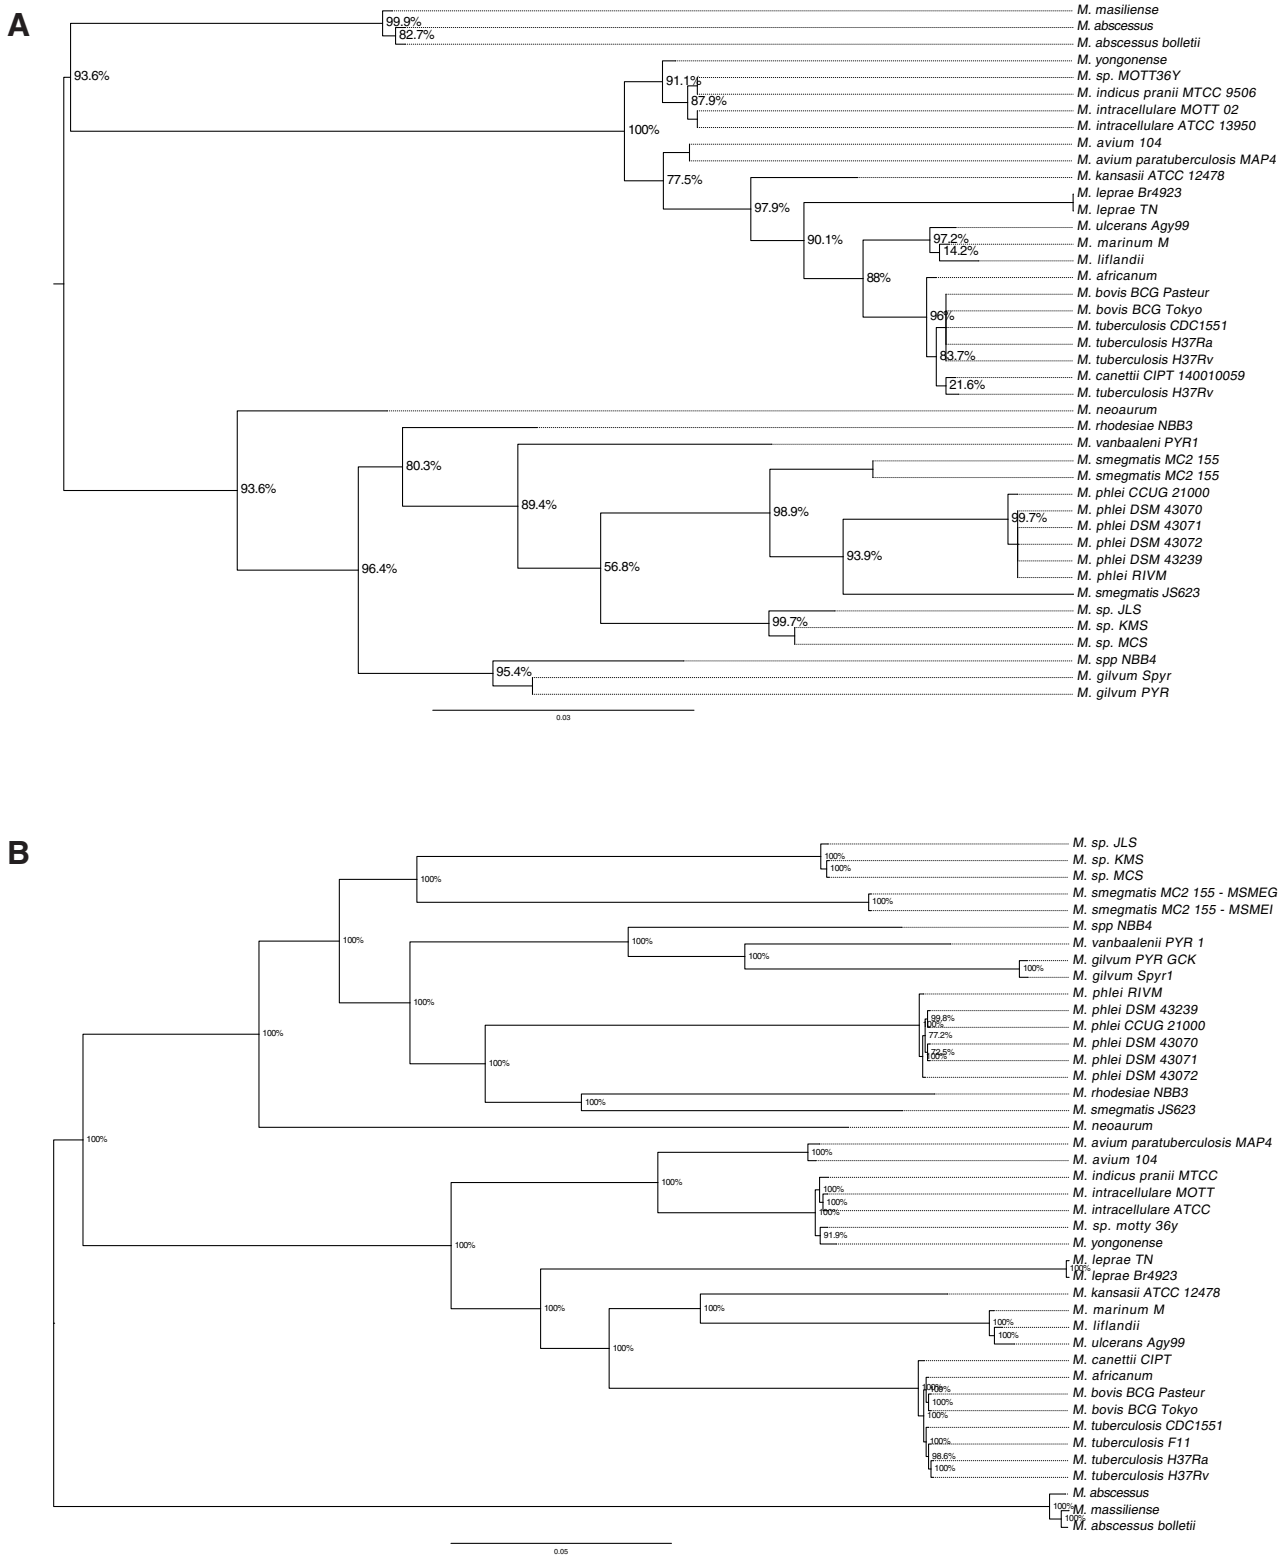 A
M. masiliense
99.9%
M. abscessus
82.7%
M. abscessus bolletii
M. yongonense
93.6%
M. sp. MOTT36Y
91.1%
M. indicus pranii MTCC 9506
87.9%
M. intracellulare MOTT 02
M. intracellulare ATCC 13950
100%
M. avium 104
M. avium paratuberculosis MAP4
M. kansasii ATCC 12478
77.5%
M. leprae Br4923
M. leprae TN
97.9%
M. ulcerans Agy99
90.1%
97.2%
M. marinum M
14.2%
M. liflandii
M. africanum
88%
M. bovis BCG Pasteur
M. bovis BCG Tokyo
96%
M. tuberculosis CDC1551
M. tuberculosis H37Ra
83.7%
M. tuberculosis H37Rv
M. canettii CIPT 140010059
21.6%
M. tuberculosis H37Rv
M. neoaurum
M. rhodesiae NBB3
M. vanbaaleni PYR1
80.3%
M. smegmatis MC2 155
M. smegmatis MC2 155
93.6%
M. phlei CCUG 21000
89.4%
M. phlei DSM 43070
98.9%
99.7%
M. phlei DSM 43071
M. phlei DSM 43072
93.9%
M. phlei DSM 43239
96.4%
56.8%
M. phlei RIVM
M. smegmatis JS623
M. sp. JLS
99.7%
M. sp. KMS
M. sp. MCS
M. spp NBB4
95.4%
M. gilvum Spyr
M. gilvum PYR
0.03
B
M. sp. JLS
100%
M. sp. KMS
100%
M. sp. MCS
100%
M. smegmatis MC2 155 - MSMEG
100%
M. smegmatis MC2 155 - MSMEI
M. spp NBB4
100%
100%
M. vanbaalenii PYR 1
100%
M. gilvum PYR GCK
100%
M. gilvum Spyr1
M. phlei RIVM
100%
M. phlei DSM 43239
99.8%
100%
M. phlei CCUG 21000
100%
77.2%
M. phlei DSM 43070
72.5%
100%
M. phlei DSM 43071
100%
M. phlei DSM 43072
M. rhodesiae NBB3
100%
M. smegmatis JS623
M. neoaurum
100%
M. avium paratuberculosis MAP4
100%
M. avium 104
M. indicus pranii MTCC
100%
100%
M. intracellulare MOTT
100%
M. intracellulare ATCC
100%
M. sp. motty 36y
91.9%
M. yongonense
100%
M. leprae TN
100%
M. leprae Br4923
M. kansasii ATCC 12478
100%
100%
M. marinum M
100%
M. liflandii
100%
M. ulcerans Agy99
100%
M. canettii CIPT
M. africanum
100%
100%
M. bovis BCG Pasteur
100%
M. bovis BCG Tokyo
100%
M. tuberculosis CDC1551
100%
M. tuberculosis F11
98.6%
M. tuberculosis H37Ra
100%
M. tuberculosis H37Rv
M. abscessus
100%
M. massiliense
100%
M. abscessus bolletii
0.05